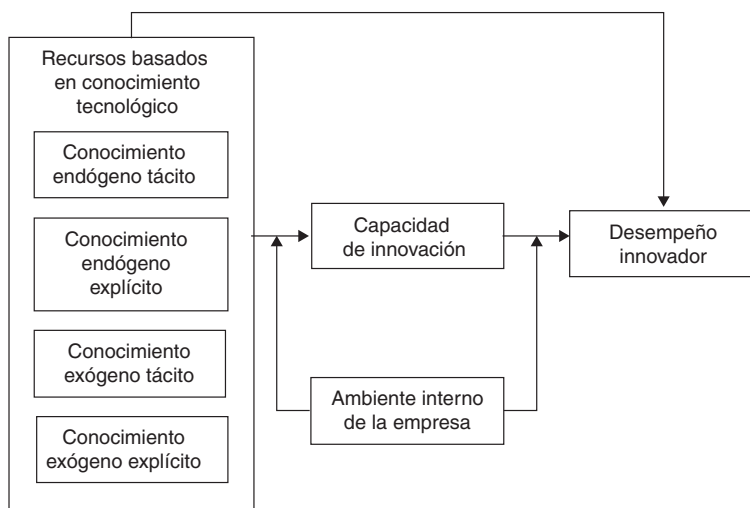 Recursos basados
en conocimiento
tecnológico
Conocimiento
endógeno tácito
Conocimiento
endógeno
explícito
Conocimiento
exógeno tácito
Conocimiento
exógeno explícito
Capacidad
de innovación
Ambiente interno
de la empresa
Desempeño
innovador